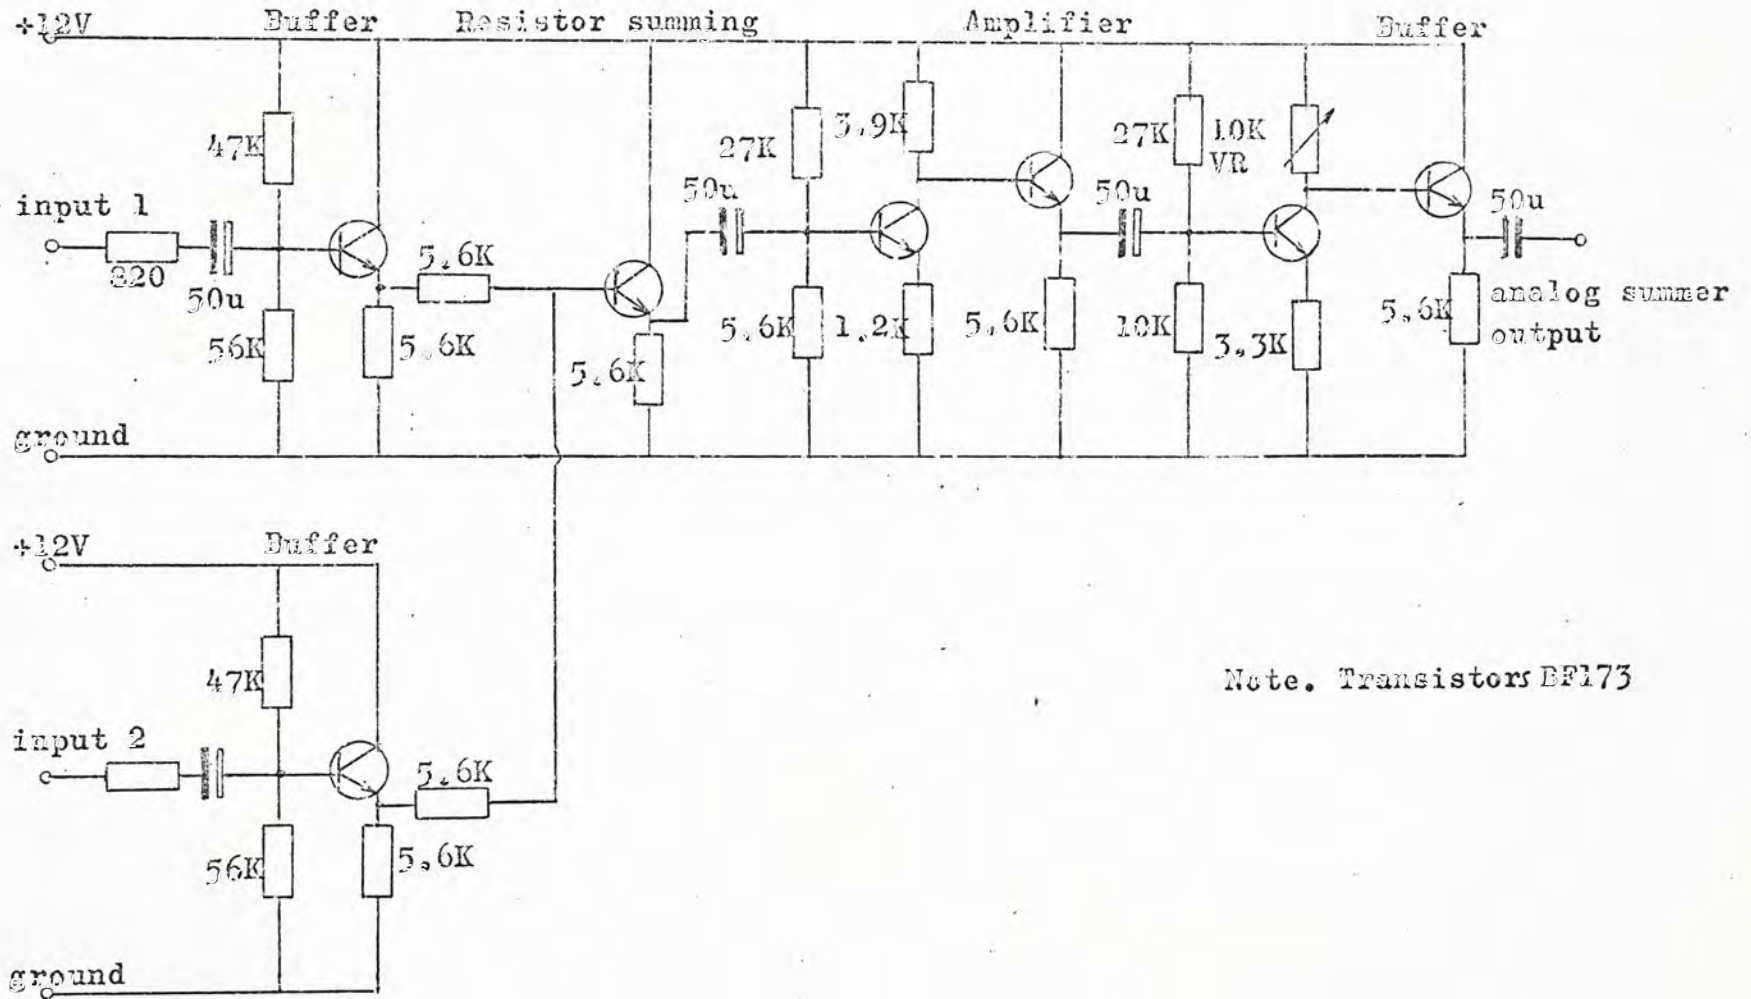 +12V Buffer Resistor summing Amplifier Buffer
47K
27K
3.9K
27K
10K
VR
50u
50u
50u
input 1
820
50u
5.6K
56K
5.6K
5.6K
5.6K
1.2K
5.6K
10K
3.3K
5.6K
analog summer
output
ground
+12V Buffer
47K
Note. Transistors BF173
input 2
5.6K
56K
5.6K
ground